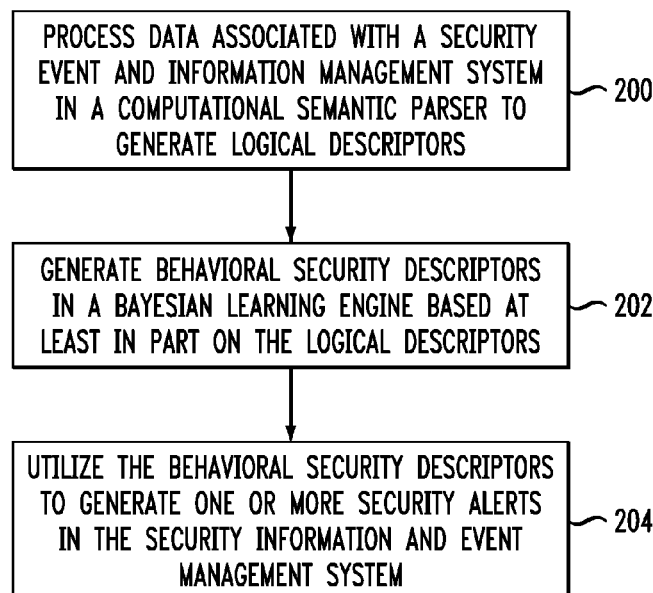 PROCESS DATA ASSOCIATED WITH A SECURITY
EVENT AND INFORMATION MANAGEMENT SYSTEM
IN A COMPUTATIONAL SEMANTIC PARSER TO
GENERATE LOGICAL DESCRIPTORS
200
GENERATE BEHAVIORAL SECURITY DESCRIPTORS
IN A BAYESIAN LEARNING ENGINE BASED AT
LEAST IN PART ON THE LOGICAL DESCRIPTORS
202
UTILIZE THE BEHAVIORAL SECURITY DESCRIPTORS
TO GENERATE ONE OR MORE SECURITY ALERTS
IN THE SECURITY INFORMATION AND EVENT
MANAGEMENT SYSTEM
204